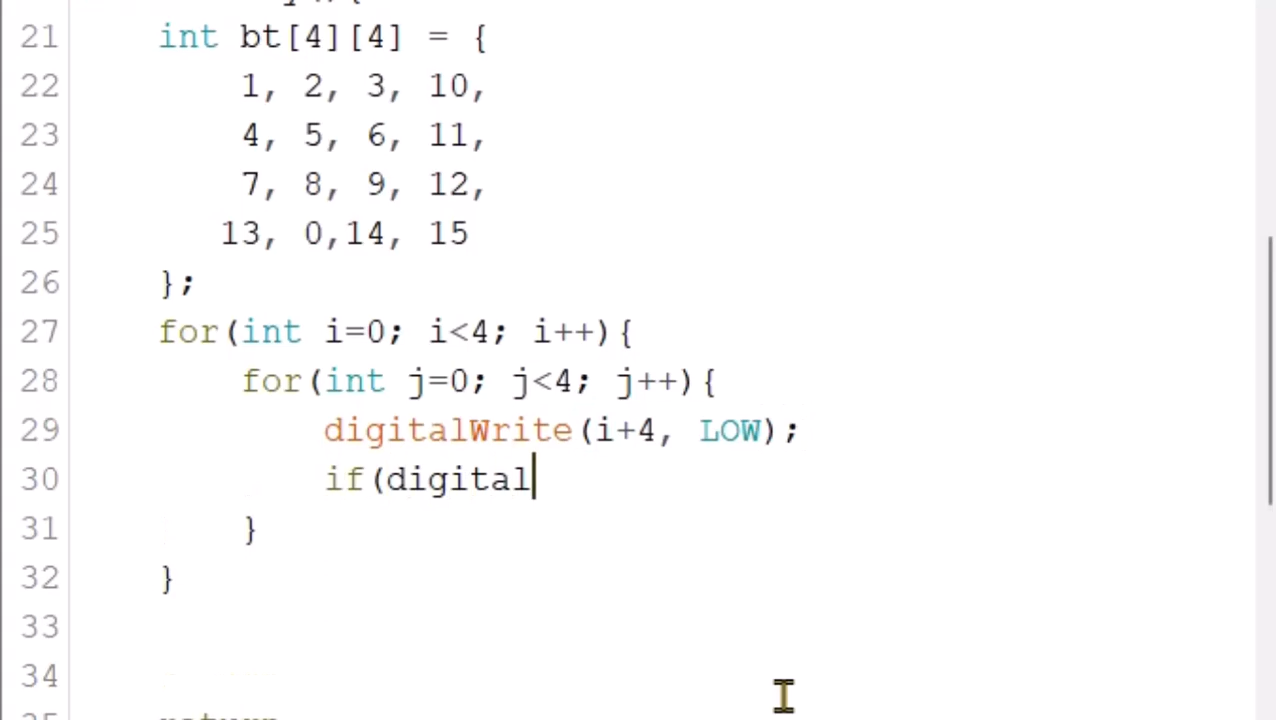 21 int bt[4][4] = {
22 1, 2, 3, 10,
23 4, 5, 6, 11,
24 7, 8, 9, 12,
25 13, 0,14, 15
26 };
27 for(int i=0; i<4; i++){
28 for(int j=0; j<4; j++){
29 digitalWrite(i+4, LOW);
30 if(digital
31 }
32 }
33
34
return